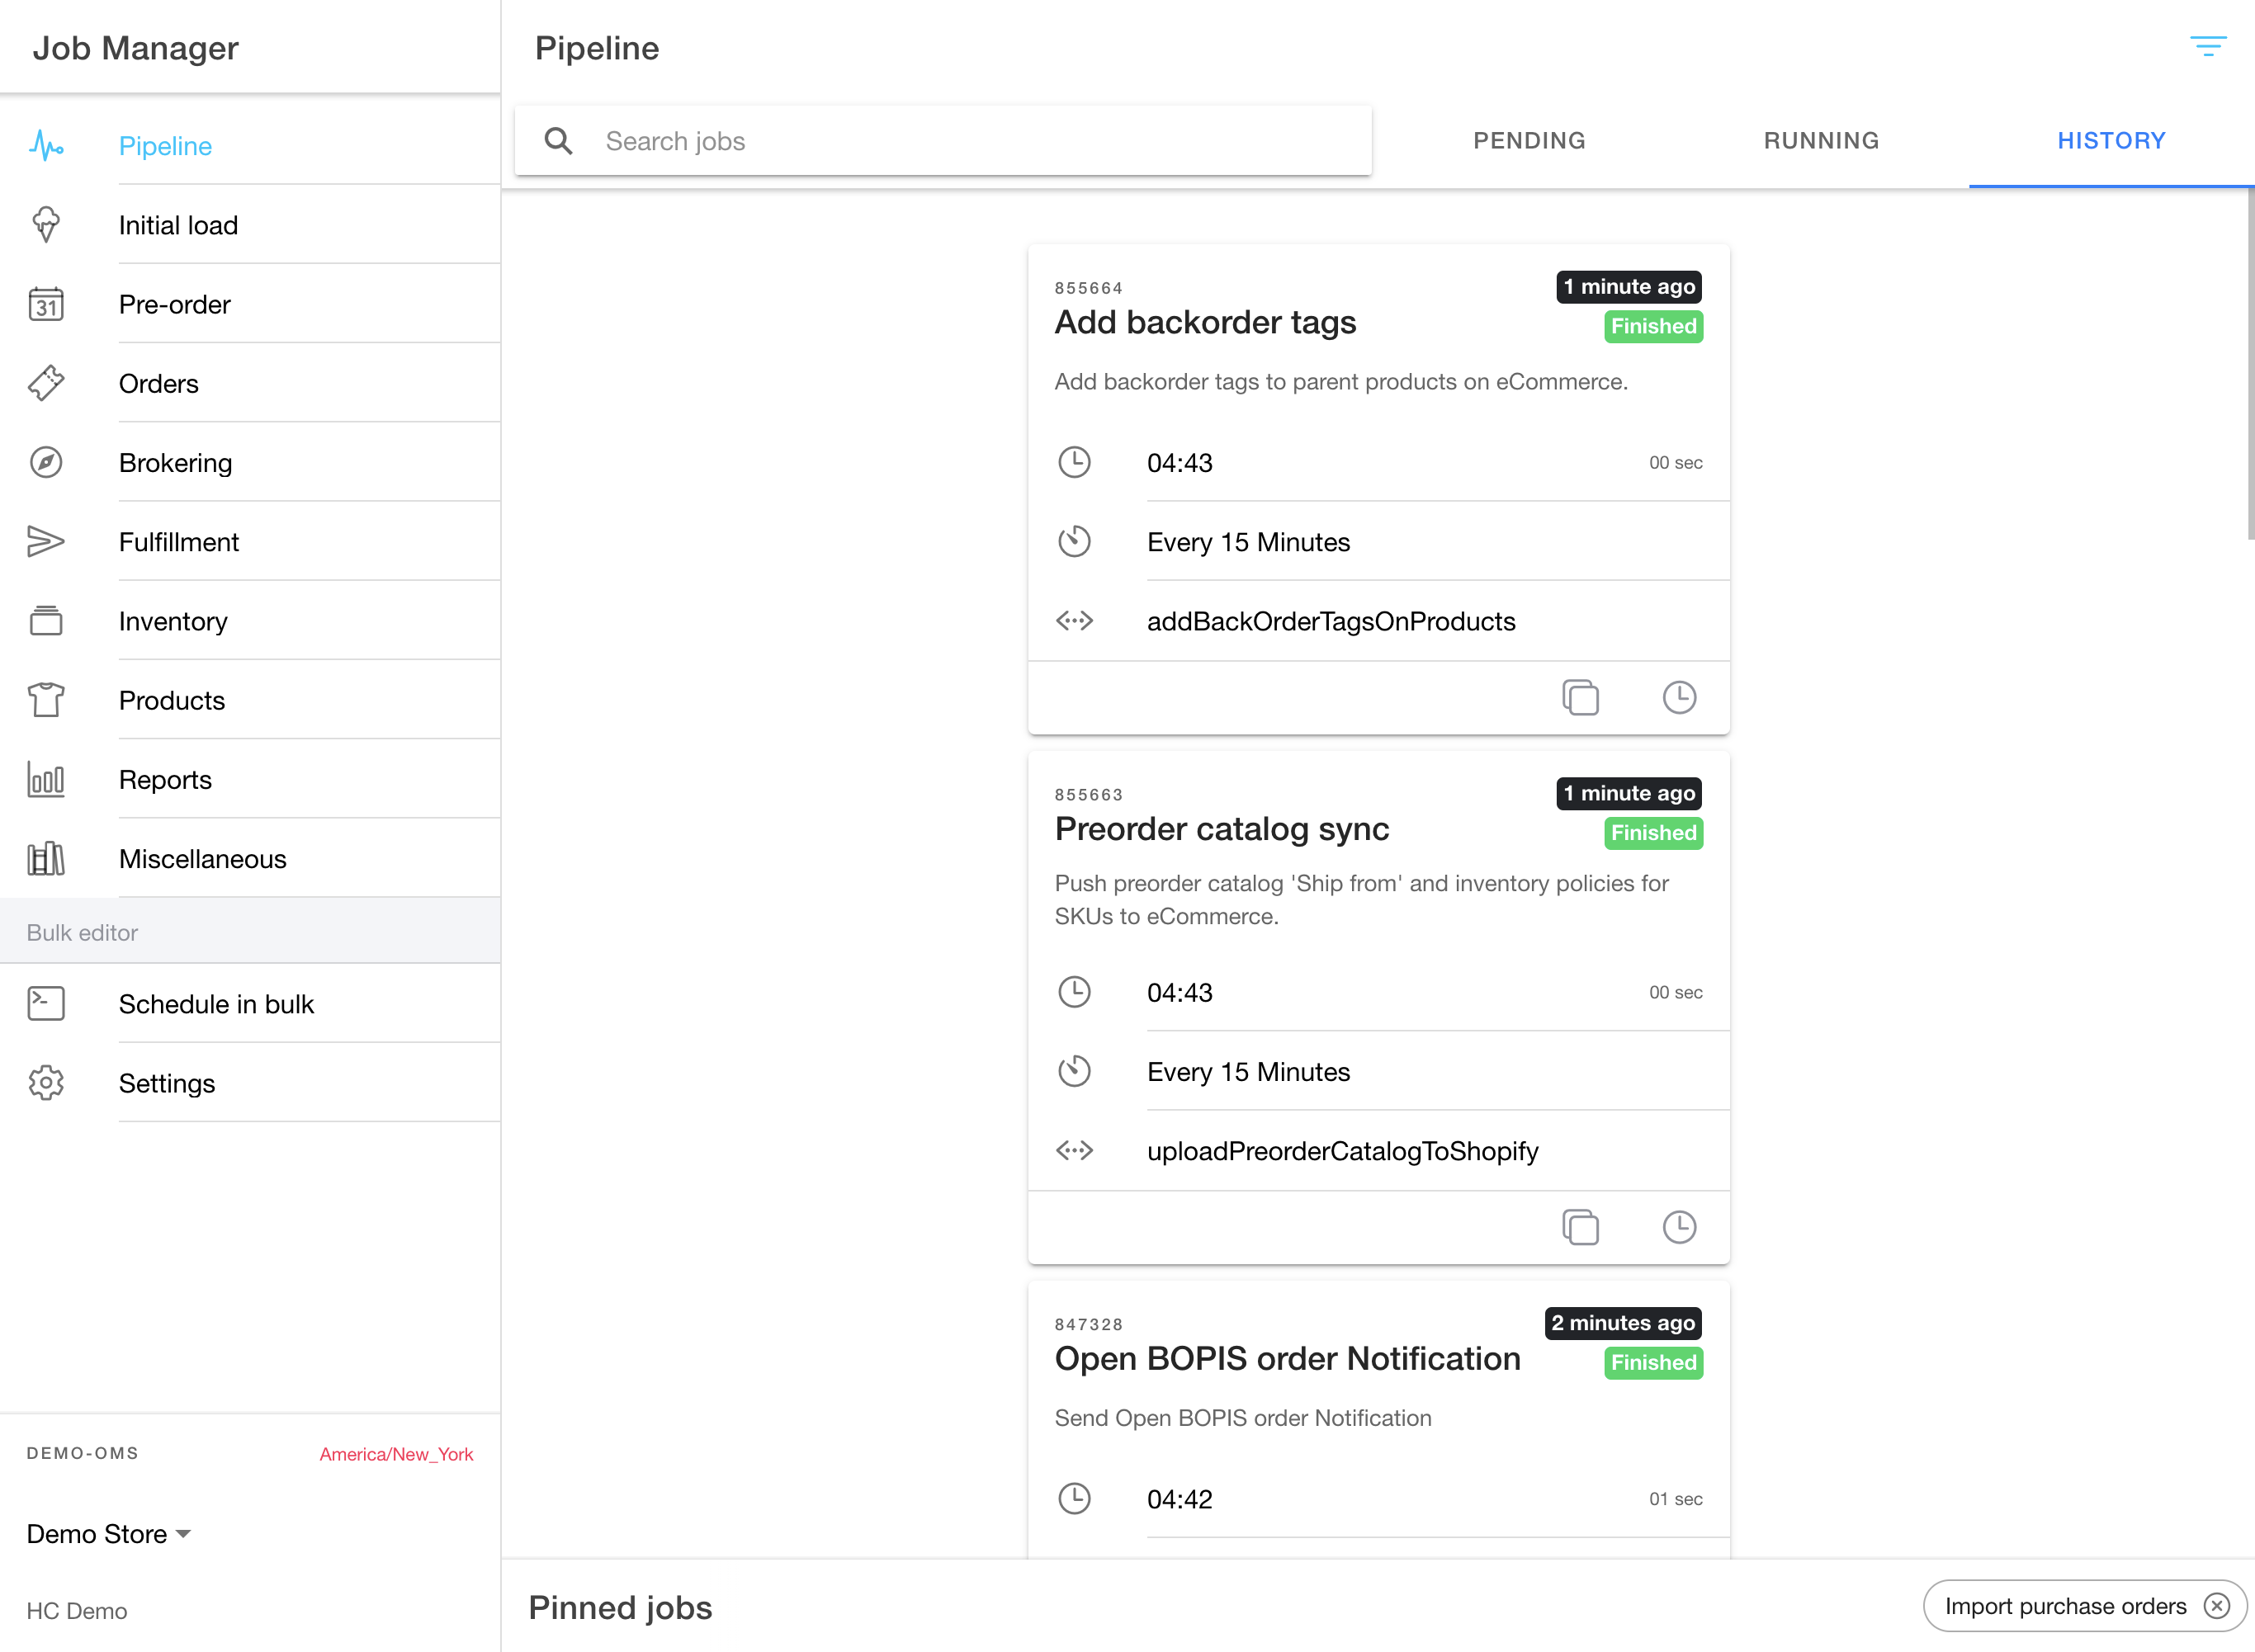 Job Manager
Pipeline
Initial load
31
Pre-order
Orders
Brokering
Fulfillment
Inventory
Products
Reports
Miscellaneous
Bulk editor
Schedule in bulk
Settings
DEMO-OMS
America/New_York
Demo Store
HC Demo
Pipeline
Search jobs
PENDING
RUNNING
HISTORY
855664
1 minute ago
Add backorder tags
Finished
Add backorder tags to parent products on eCommerce.
04:43
00 sec
Every 15 Minutes
addBackOrderTagsOnProducts
855663
1 minute ago
Preorder catalog sync
Finished
Push preorder catalog 'Ship from' and inventory policies for
SKUs to eCommerce.
04:43
00 sec
Every 15 Minutes
uploadPreorderCatalogToShopify
847328
2 minutes ago
Open BOPIS order Notification
Finished
Send Open BOPIS order Notification
04:42
01 sec
Pinned jobs
Import purchase orders